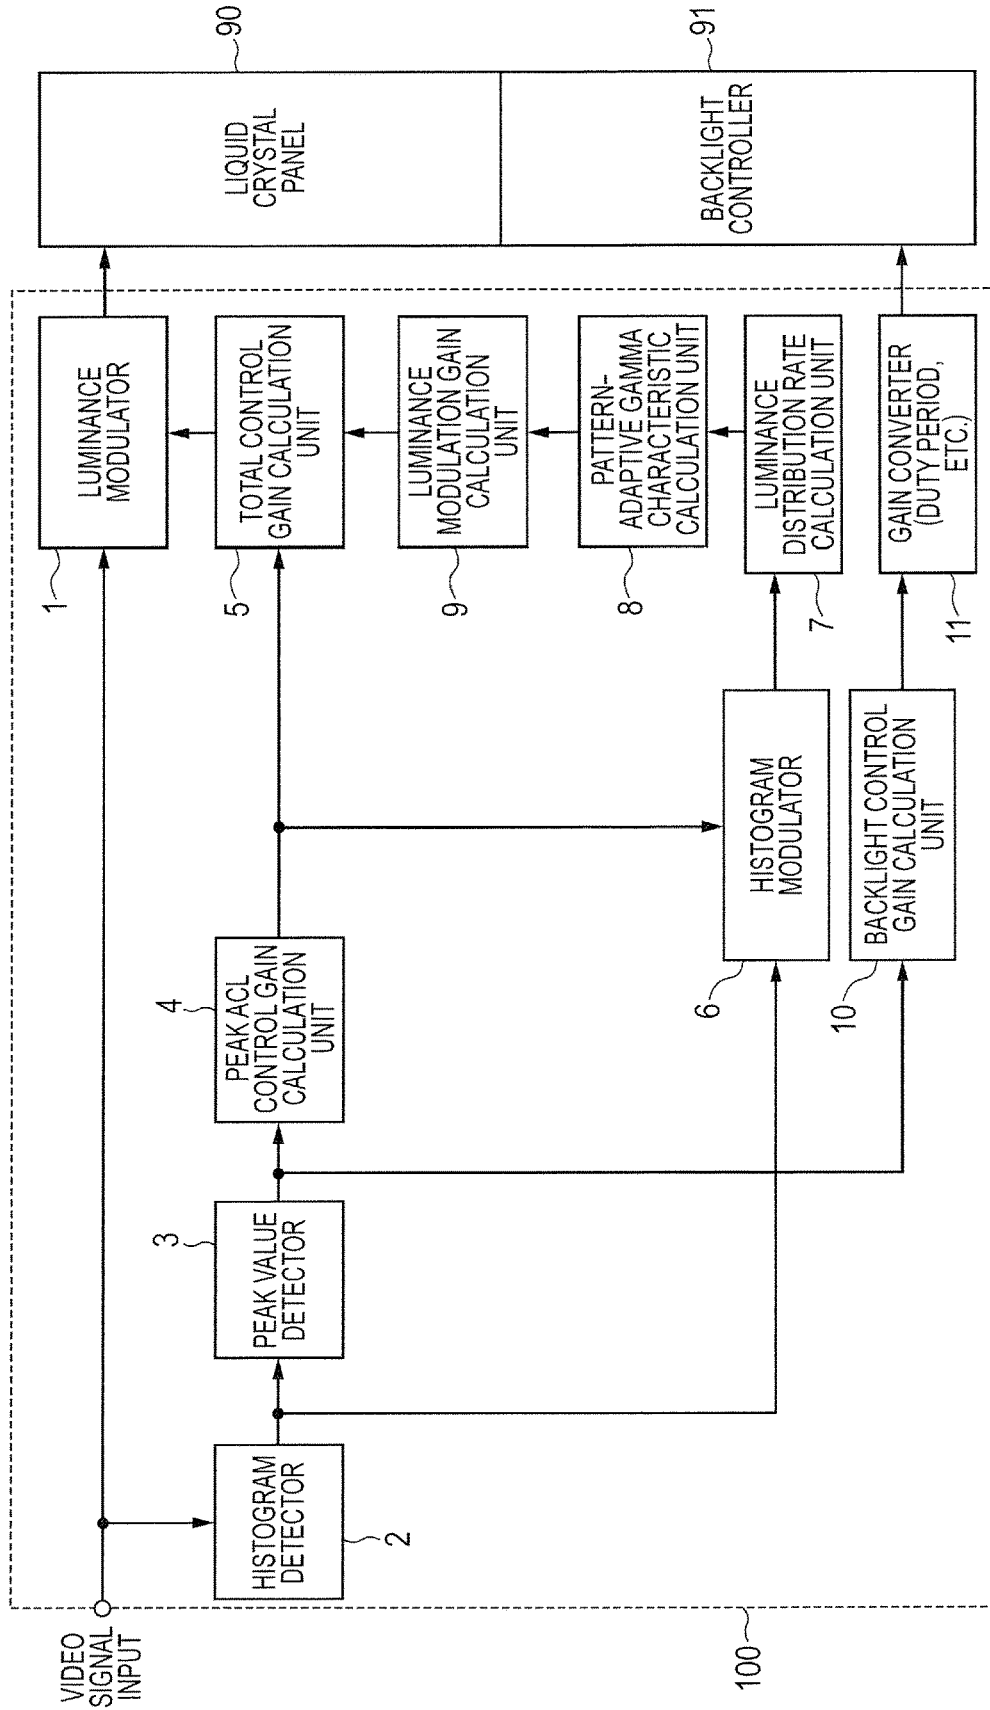 VIDEO
SIGNAL
INPUT
100
HISTOGRAM
DETECTOR
2
PEAK VALUE
DETECTOR
3
PEAK ACL
CONTROL GAIN
CALCULATION
UNIT
4
HISTOGRAM
MODULATOR
6
BACKLIGHT CONTROL
GAIN CALCULATION
UNIT
10
LUMINANCE
MODULATOR
1
TOTAL CONTROL
GAIN CALCULATION
UNIT
5
LUMINANCE
MODULATION GAIN
CALCULATION
UNIT
9
PATTERN-
ADAPTIVE GAMMA
CHARACTERISTIC
CALCULATION UNIT
8
LUMINANCE
DISTRIBUTION RATE
CALCULATION UNIT
7
GAIN CONVERTER
(DUTY PERIOD,
ETC.)
11
LIQUID
CRYSTAL
PANEL
90
BACKLIGHT
CONTROLLER
91